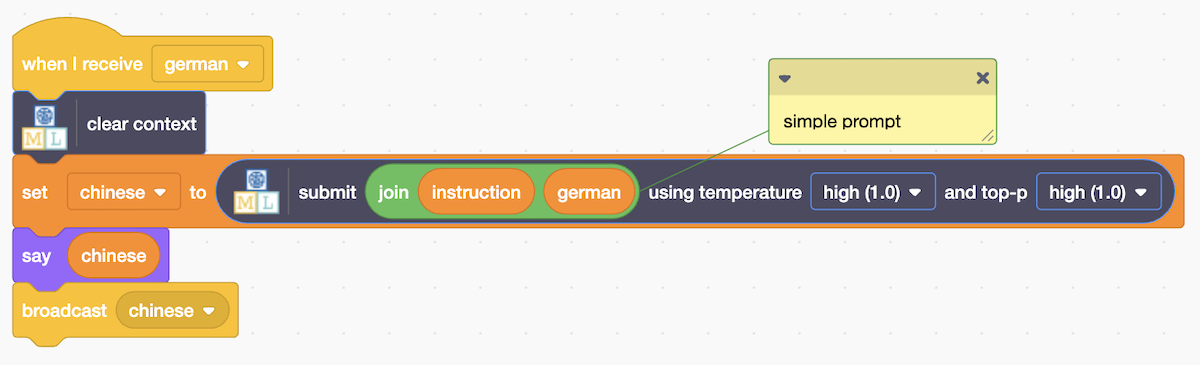 when I receive german
M L clear context
simple prompt
set chinese to M L submit join instruction german using temperature high (1.0) and top-p high (1.0)
say chinese
broadcast chinese